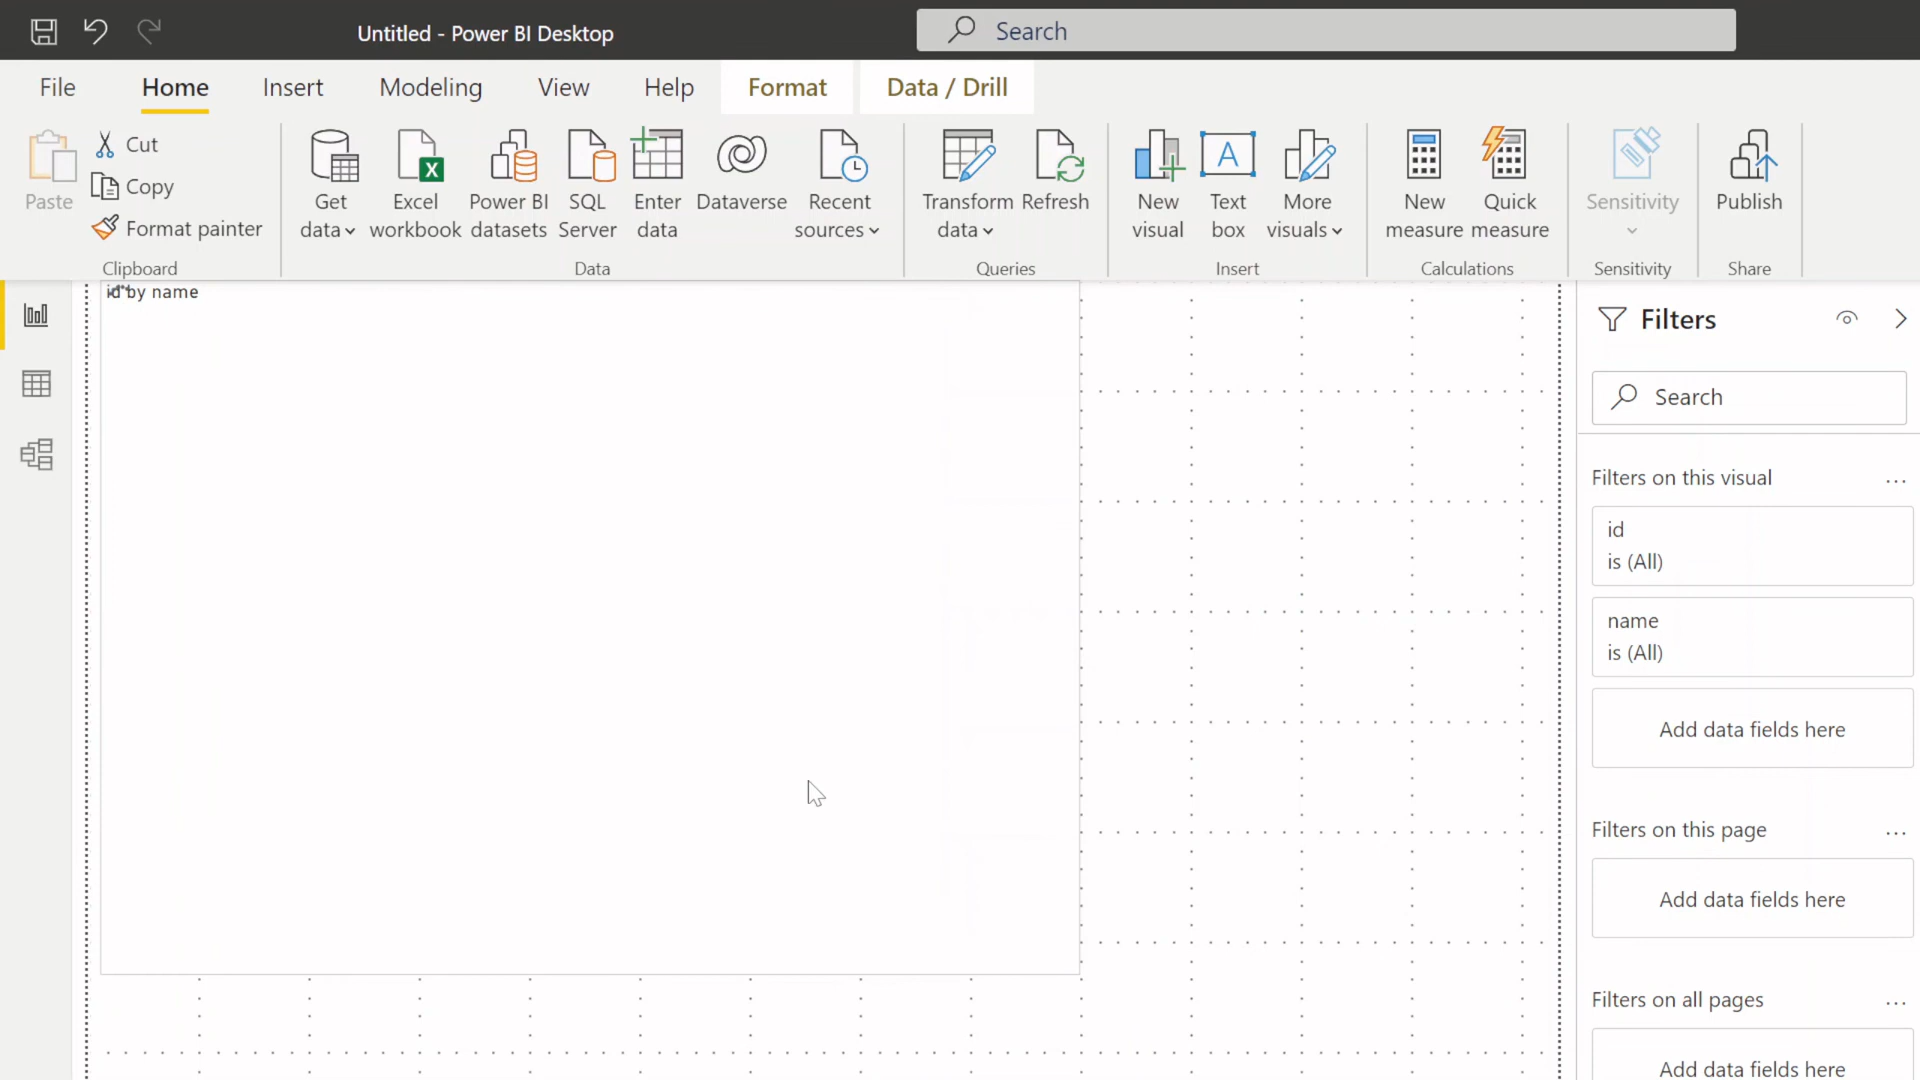 Untitled - Power BI Desktop
Search
File Home Insert Modeling View Help Format Data / Drill
Paste
Cut
Copy
Format painter
Clipboard
Get data
Excel workbook
Power BI datasets
SQL Server
Enter data
Dataverse
Recent sources
Data
Transform data
Refresh
Queries
New visual
Text box
More visuals
Insert
New measure
Quick measure
Calculations
Sensitivity
Sensitivity
Publish
Share
id by name
Filters
Search
Filters on this visual
id
is (All)
name
is (All)
Add data fields here
Filters on this page
Add data fields here
Filters on all pages
Add data fields here